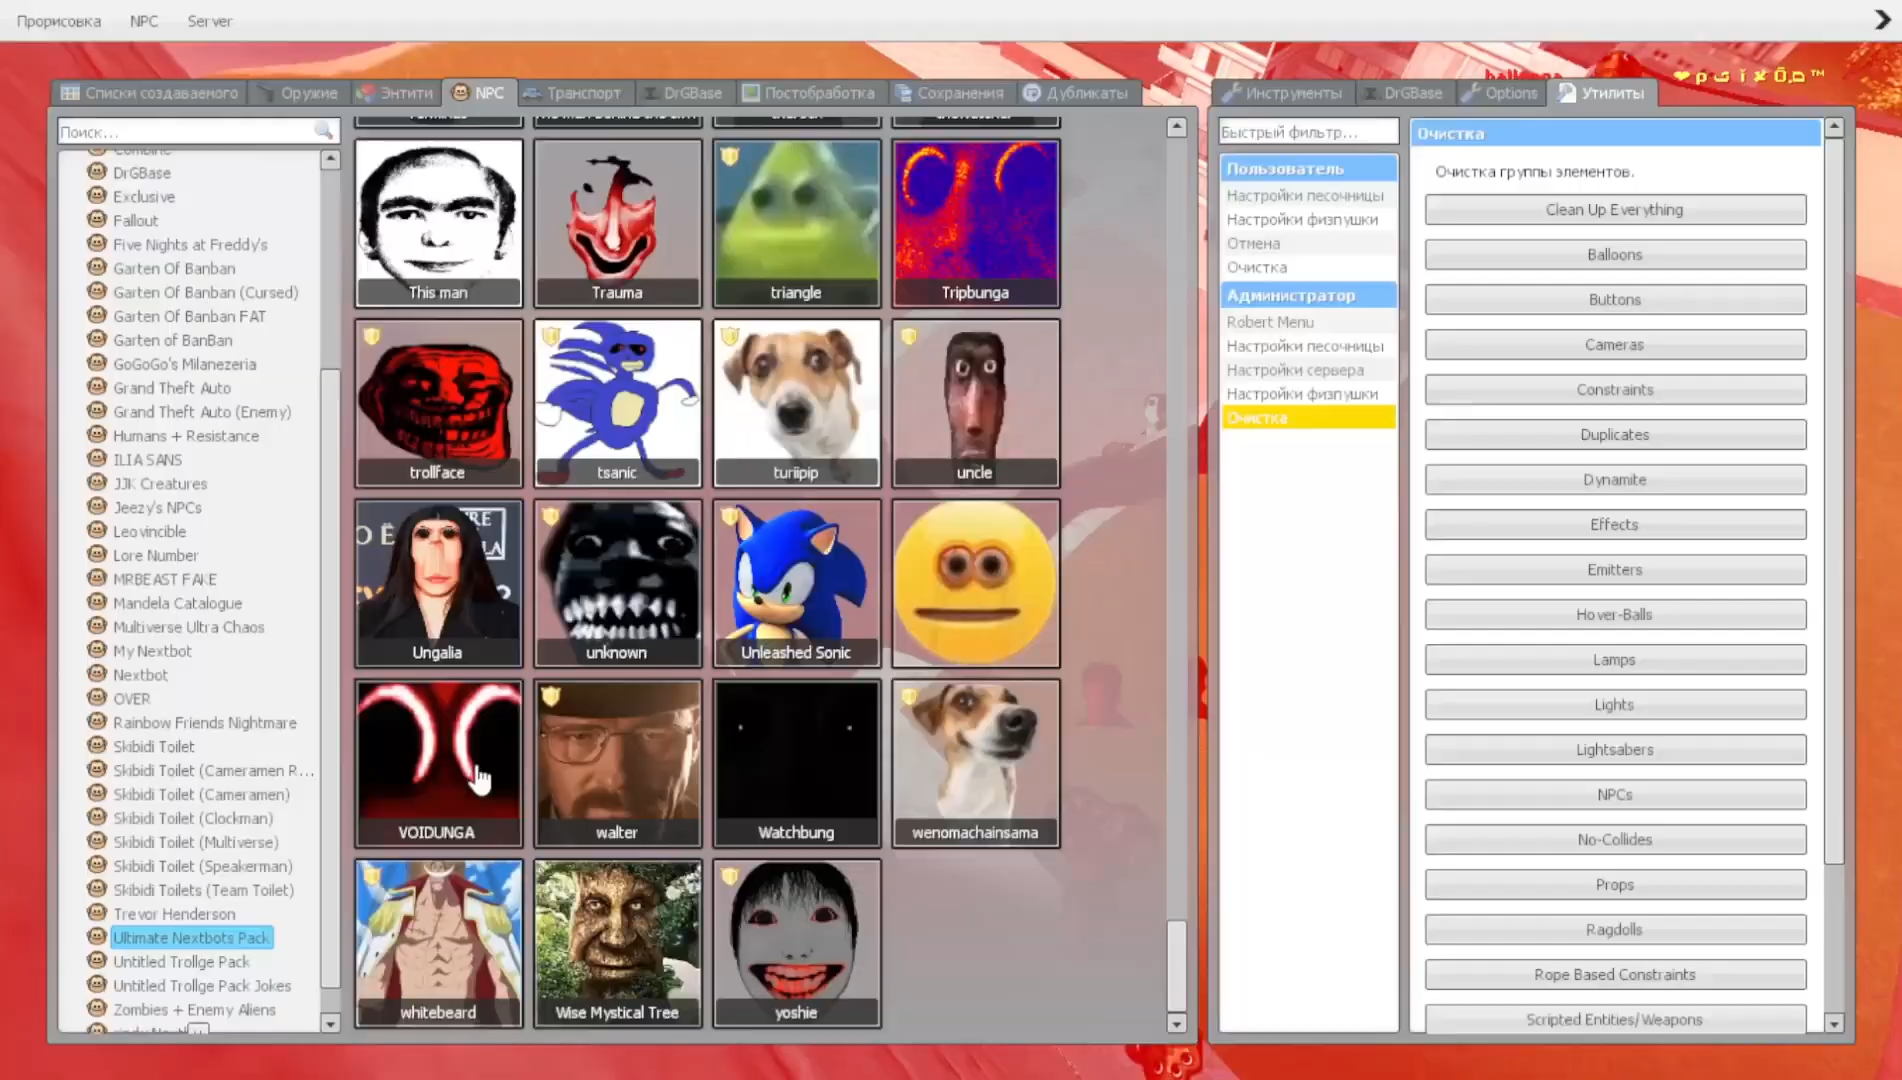 Прорисовка NPC Server
Списки создаваемого Оружие Энтити NPC Транспорт DrGBase Постобработка Сохранения Дубликаты
Инструменты DrGBase Options Утилиты
Поиск...
Combine
DrGBase
Exclusive
Fallout
Five Nights at Freddy's
Garten Of Banban
Garten Of Banban (Cursed)
Garten Of Banban FAT
Garten of BanBan
GoGoGo's Milanezeria
Grand Theft Auto
Grand Theft Auto (Enemy)
Humans + Resistance
ILIA SANS
JJK Creatures
Jeezy's NPCs
Leovincible
Lore Number
MRBEAST FAKE
Mandela Catalogue
Multiverse Ultra Chaos
My Nextbot
Nextbot
OVER
Rainbow Friends Nightmare
Skibidi Toilet
Skibidi Toilet (Cameramen R...
Skibidi Toilet (Cameramen)
Skibidi Toilet (Clockman)
Skibidi Toilet (Multiverse)
Skibidi Toilet (Speakerman)
Skibidi Toilets (Team Toilet)
Trevor Henderson
Ultimate Nextbots Pack
Untitled Trollge Pack
Untitled Trollge Pack Jokes
Zombies + Enemy Aliens
This man Trauma triangle Tripbunga
trollface tsanic turiipip uncle
Ungalia unknown Unleashed Sonic
VOIDUNGA walter Watchbung wenomachainsama
whitebeard Wise Mystical Tree yoshie
Быстрый фильтр...
Пользователь
Настройки песочницы
Настройки физпушки
Отмена
Очистка
Администратор
Robert Menu
Настройки песочницы
Настройки сервера
Настройки физпушки
Очистка
Очистка
Очистка группы элементов.
Clean Up Everything
Balloons
Buttons
Cameras
Constraints
Duplicates
Dynamite
Effects
Emitters
Hover-Balls
Lamps
Lights
Lightsabers
NPCs
No-Collides
Props
Ragdolls
Rope Based Constraints
Scripted Entities/Weapons